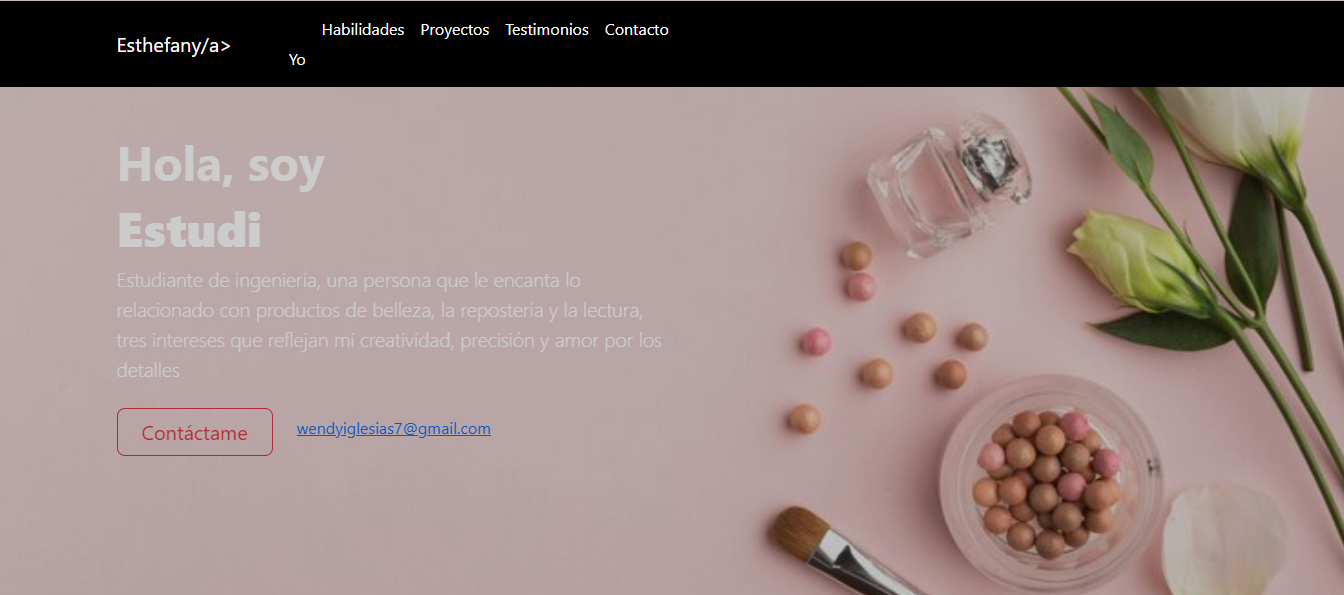 Esthefany/a>
Yo
Habilidades Proyectos Testimonios Contacto
Hola, soy
Estudi
Estudiante de ingenieria, una persona que le encanta lo
relacionado con productos de belleza, la repostería y la lectura,
tres intereses que reflejan mi creatividad, precisión y amor por los
detalles
Contáctame
wendyiglesias7@gmail.com